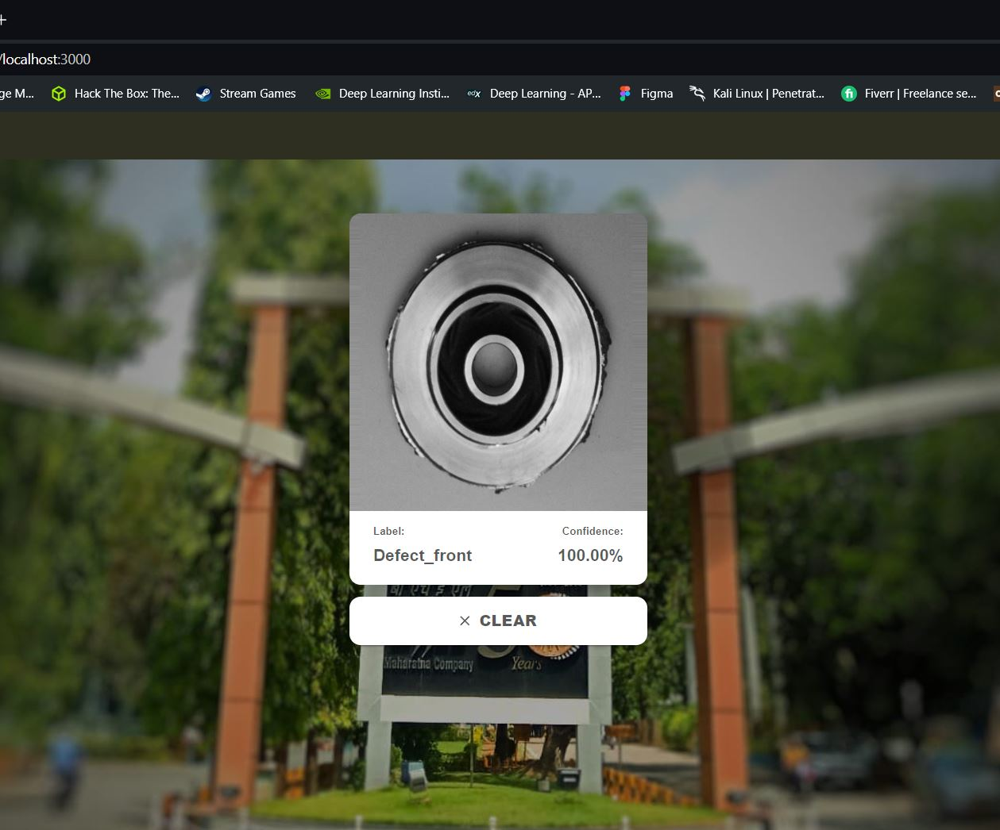 +
/localhost:3000
ge M... Hack The Box: The... Stream Games Deep Learning Insti... edX Deep Learning - AP... Figma Kali Linux | Penetrat... Fiverr | Freelance se...
Label: Confidence:
Defect_front 100.00%
× CLEAR
Maharatna Company Years